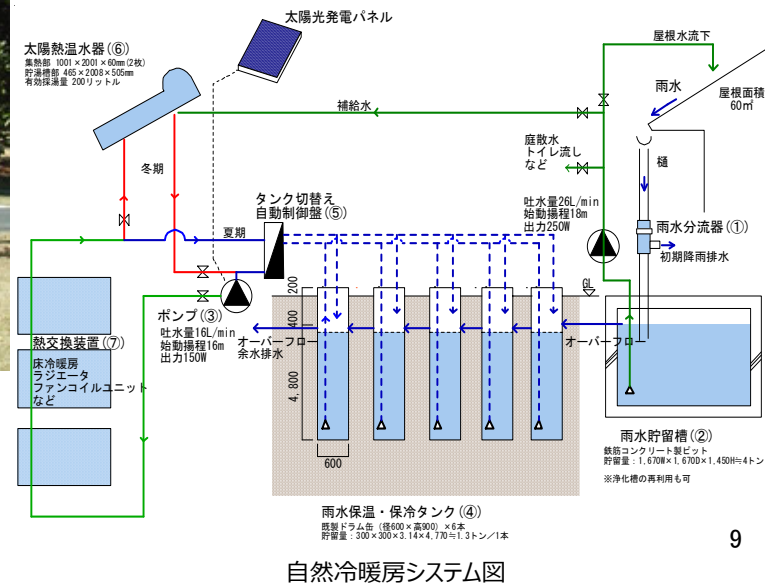 太陽光発電パネル
太陽熱温水器(⑥)
集熱部 1001×2001×60mm(2枚)
貯湯槽部 465×2008×505mm
有効採湯量 200リットル
屋根水流下
雨水
屋根面積
60㎡
補給水
庭散水
トイレ流し
など
樋
冬期
タンク切替え
自動制御盤(⑤)
夏期
吐水量26L/min
始動揚程18m
出力250W
雨水分流器(①)
初期降雨排水
GL
200
400
4,800
600
ポンプ(③)
吐水量16L/min
始動揚程16m
出力150W
オーバーフロー
余水排水
オーバーフロー
熱交換装置(⑦)
床冷暖房
ラジエータ
ファンコイルユニット
など
雨水貯留槽(②)
鉄筋コンクリート製ピット
貯留量:1,670W×1,670D×1,450H≒4トン
※浄化槽の再利用も可
雨水保温・保冷タンク(④)
既製ドラム缶(径600×高900)×6本
貯留量:300×300×3.14×4,770≒1.3トン/1本
9
自然冷暖房システム図